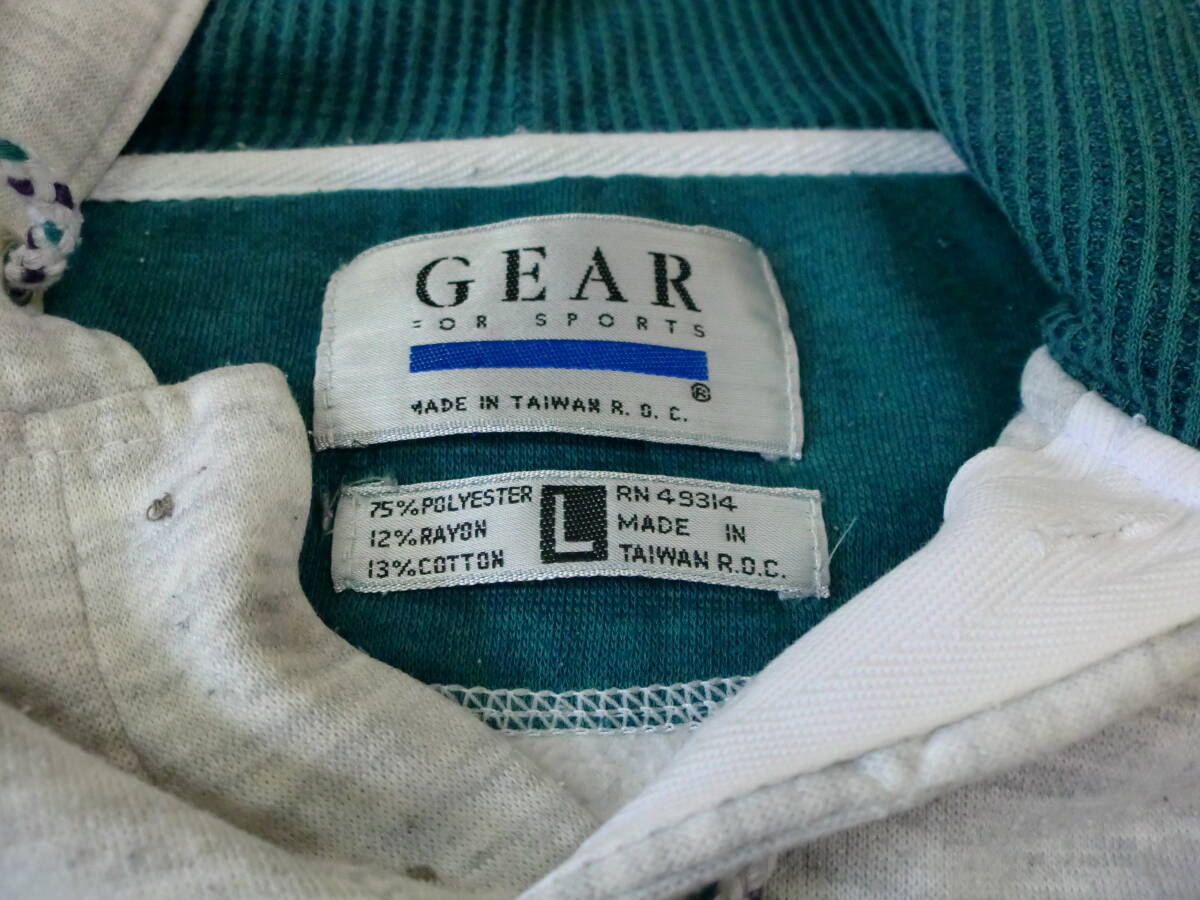 GEAR
FOR SPORTS
®
MADE IN TAIWAN R.O.C.
75%POLYESTER
12%RAYON
13%COTTON
L
RN 49314
MADE IN
TAIWAN R.O.C.